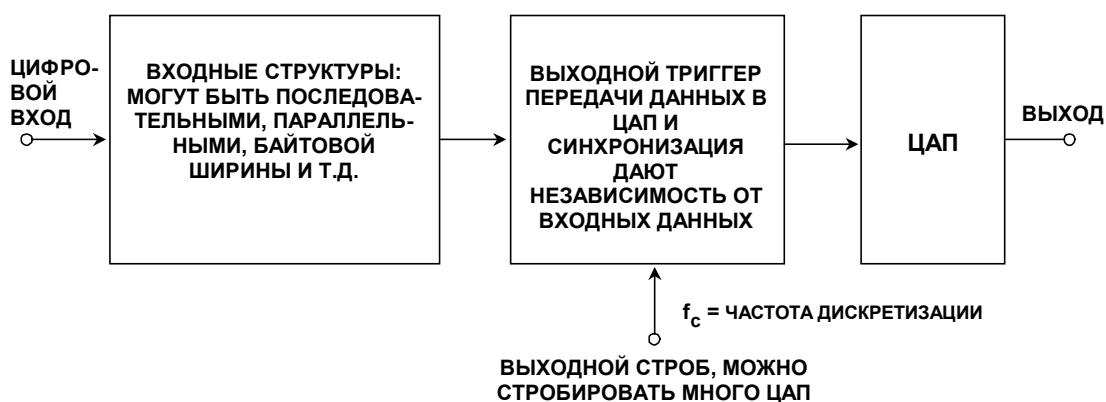 ЦИФРО-
ВОЙ
ВХОД
ВХОДНЫЕ СТРУКТУРЫ:
МОГУТ БЫТЬ ПОСЛЕДОВА-
ТЕЛЬНЫМИ, ПАРАЛЛЕЛЬ-
НЫМИ, БАЙТОВОЙ
ШИРИНЫ И Т.Д.
ВЫХОДНОЙ ТРИГГЕР
ПЕРЕДАЧИ ДАННЫХ В
ЦАП И
СИНХРОНИЗАЦИЯ
ДАЮТ
НЕЗАВИСИМОСТЬ ОТ
ВХОДНЫХ ДАННЫХ
ЦАП
ВЫХОД
fc = ЧАСТОТА ДИСКРЕТИЗАЦИИ
ВЫХОДНОЙ СТРОБ, МОЖНО
СТРОБИРОВАТЬ МНОГО ЦАП